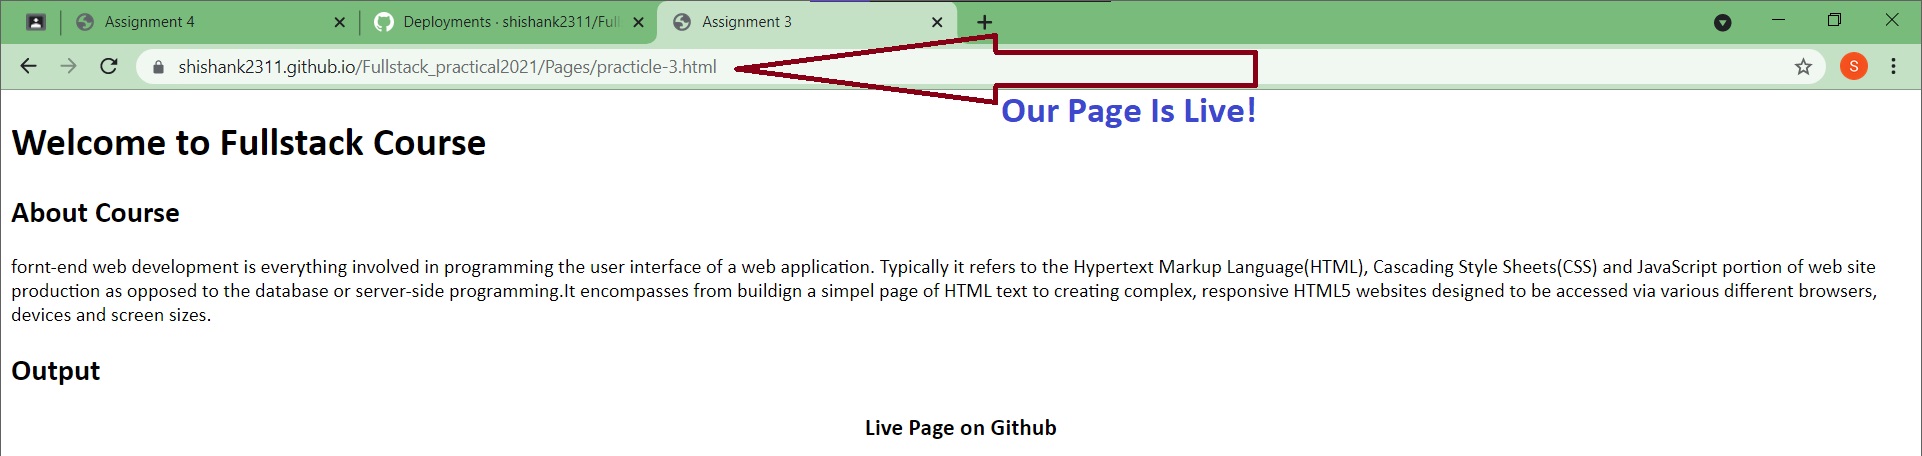 Assignment 4
Deployments · shishank2311/Full
Assignment 3
shishank2311.github.io/Fullstack_practical2021/Pages/practicle-3.html
S
Our Page Is Live!
Welcome to Fullstack Course
About Course
fornt-end web development is everything involved in programming the user interface of a web application. Typically it refers to the Hypertext Markup Language(HTML), Cascading Style Sheets(CSS) and JavaScript portion of web site
production as opposed to the database or server-side programming.It encompasses from buildign a simpel page of HTML text to creating complex, responsive HTML5 websites designed to be accessed via various different browsers,
devices and screen sizes.
Output
Live Page on Github